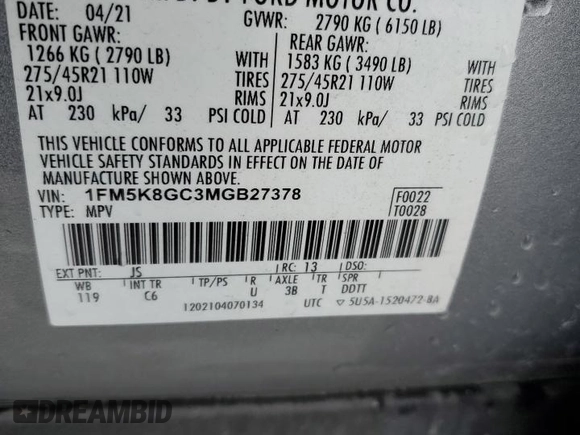 FORD MOTOR CO.
DATE: 04/21 GVWR: 2790 KG ( 6150 LB)
FRONT GAWR: REAR GAWR:
1266 KG ( 2790 LB) WITH 1583 KG ( 3490 LB) WITH
275/45R21 110W TIRES 275/45R21 110W TIRES
21x9.0J RIMS 21x9.0J RIMS
AT 230 kPa/ 33 PSI COLD AT 230 kPa/ 33 PSI COLD
THIS VEHICLE CONFORMS TO ALL APPLICABLE FEDERAL MOTOR
VEHICLE SAFETY STANDARDS IN EFFECT ON THE DATE OF
MANUFACTURE SHOWN ABOVE.
VIN: 1FM5K8GC3MGB27378 F0022
TYPE: MPV T0028
EXT PNT: JS RC: 13 DSO:
WB INT TR TP/PS R AXLE TR SPR
119 C6 U 3B T DDTT
1202104070134 UTC ▽ 5U5A-1520472-BA
DREAMBID